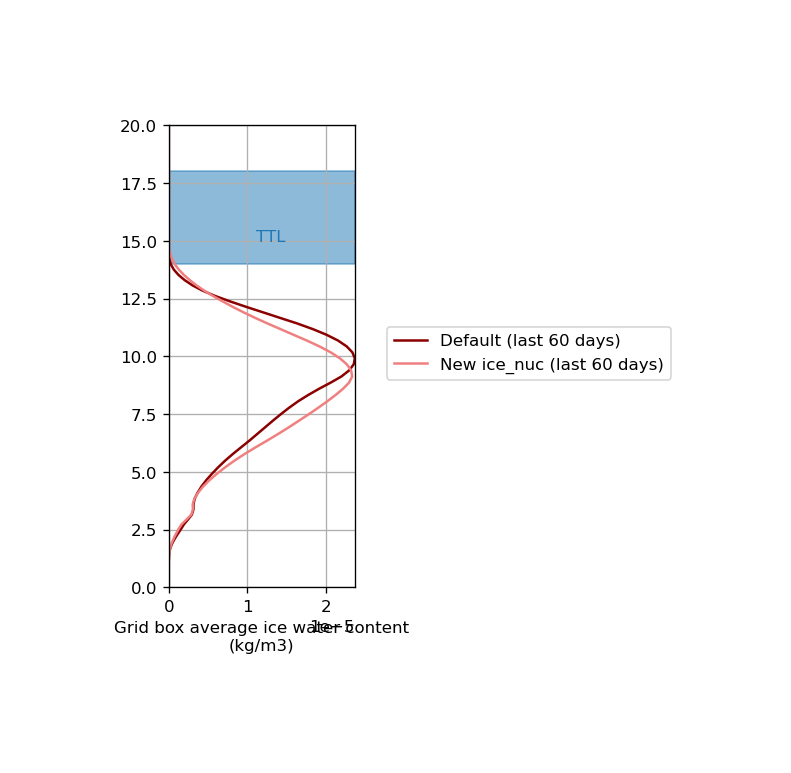 20.0
17.5
TTL
15.0
12.5
Default (last 60 days)
10.0
New ice_nuc (last 60 days)
7.5
5.0
2.5
0.0
0 1 2
1e−5
Grid box average ice water content
(kg/m3)